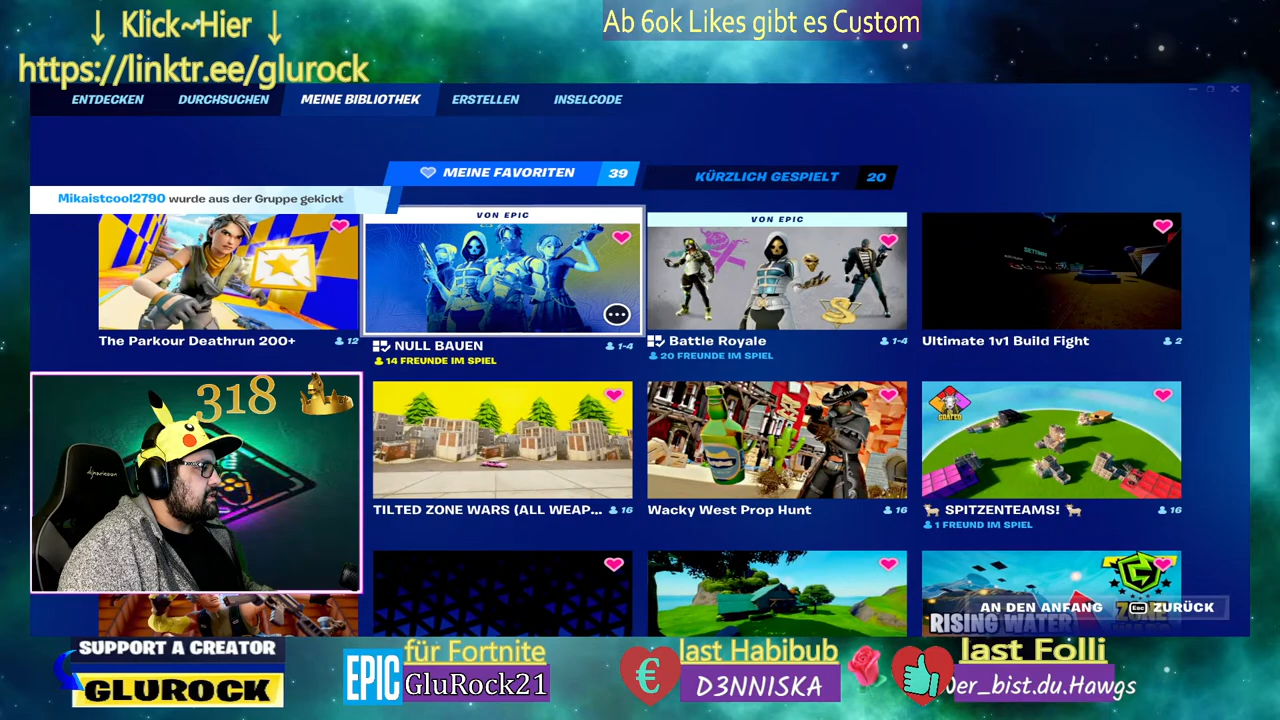 ↓ Klick~Hier ↓
https://linktr.ee/glurock
Ab 60k Likes gibt es Custom
ENTDECKEN DURCHSUCHEN MEINE BIBLIOTHEK ERSTELLEN INSELCODE
MEINE FAVORITEN 39 KÜRZLICH GESPIELT 20
Mikaistcool2790 wurde aus der Gruppe gekickt
VON EPIC
VON EPIC
The Parkour Deathrun 200+ 12
NULL BAUEN 1-4
14 FREUNDE IM SPIEL
Battle Royale 1-4
20 FREUNDE IM SPIEL
Ultimate 1v1 Build Fight 2
318
GOATED
TILTED ZONE WARS (ALL WEAP... 16
Wacky West Prop Hunt 16
SPITZENTEAMS! 16
1 FREUND IM SPIEL
RISING WATER
ZONE
AN DEN ANFANG Esc ZURÜCK
SUPPORT A CREATOR
GLUROCK
EPIC
für Fortnite
GluRock21
€
last Habibub
D3NNISKA
last Folli
Der_bist.du.Hawgs